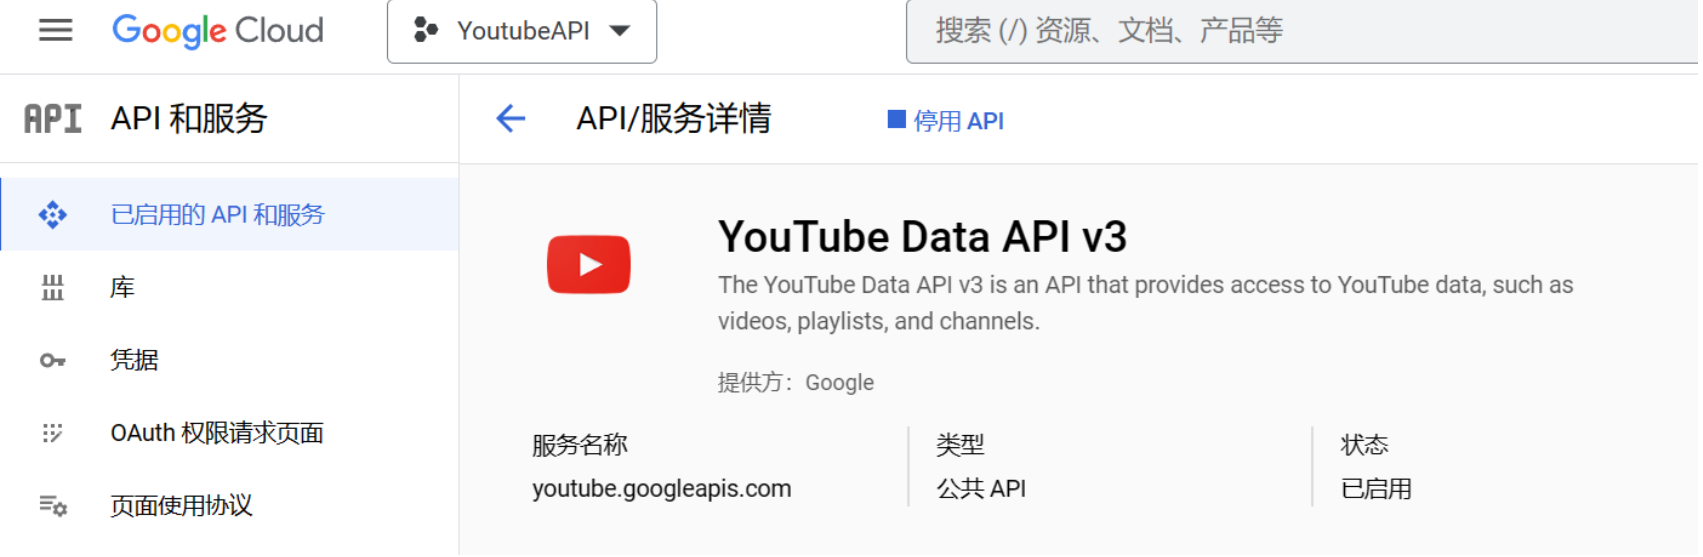 Google Cloud
YoutubeAPI
搜索 (/) 资源、文档、产品等
API
API 和服务
API/服务详情
停用 API
已启用的 API 和服务
库
凭据
OAuth 权限请求页面
页面使用协议
YouTube Data API v3
The YouTube Data API v3 is an API that provides access to YouTube data, such as
videos, playlists, and channels.
提供方：Google
服务名称
youtube.googleapis.com
类型
公共 API
状态
已启用